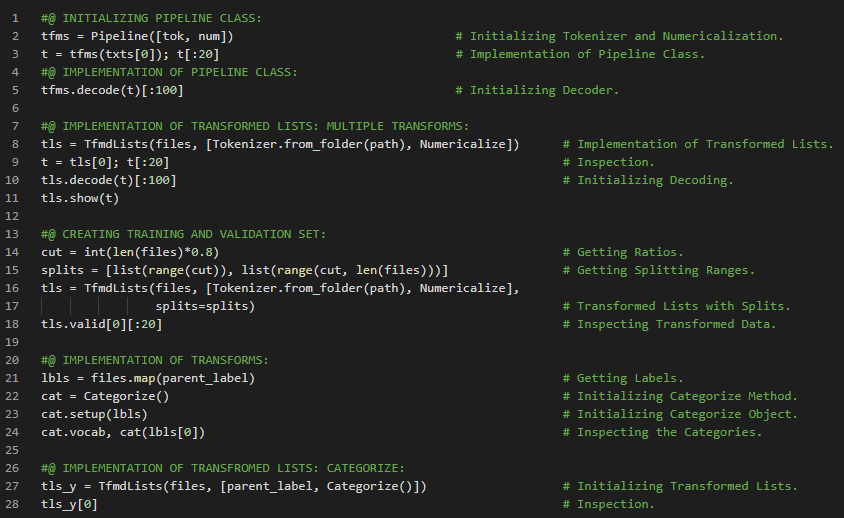 1 #@ INITIALIZING PIPELINE CLASS:
2 tfms = Pipeline([tok, num]) # Initializing Tokenizer and Numericalization.
3 t = tfms(txts[0]); t[:20] # Implementation of Pipeline Class.
4 #@ IMPLEMENTATION OF PIPELINE CLASS:
5 tfms.decode(t)[:100] # Initializing Decoder.
6
7 #@ IMPLEMENTATION OF TRANSFORMED LISTS: MULTIPLE TRANSFORMS:
8 tls = TfmdLists(files, [Tokenizer.from_folder(path), Numericalize]) # Implementation of Transformed Lists.
9 t = tls[0]; t[:20] # Inspection.
10 tls.decode(t)[:100] # Initializing Decoding.
11 tls.show(t)
12
13 #@ CREATING TRAINING AND VALIDATION SET:
14 cut = int(len(files)*0.8) # Getting Ratios.
15 splits = [list(range(cut)), list(range(cut, len(files)))] # Getting Splitting Ranges.
16 tls = TfmdLists(files, [Tokenizer.from_folder(path), Numericalize],
17 splits=splits) # Transformed Lists with Splits.
18 tls.valid[0][:20] # Inspecting Transformed Data.
19
20 #@ IMPLEMENTATION OF TRANSFORMS:
21 lbls = files.map(parent_label) # Getting Labels.
22 cat = Categorize() # Initializing Categorize Method.
23 cat.setup(lbls) # Initializing Categorize Object.
24 cat.vocab, cat(lbls[0]) # Inspecting the Categories.
25
26 #@ IMPLEMENTATION OF TRANSFROMED LISTS: CATEGORIZE:
27 tls_y = TfmdLists(files, [parent_label, Categorize()]) # Initializing Transformed Lists.
28 tls_y[0] # Inspection.